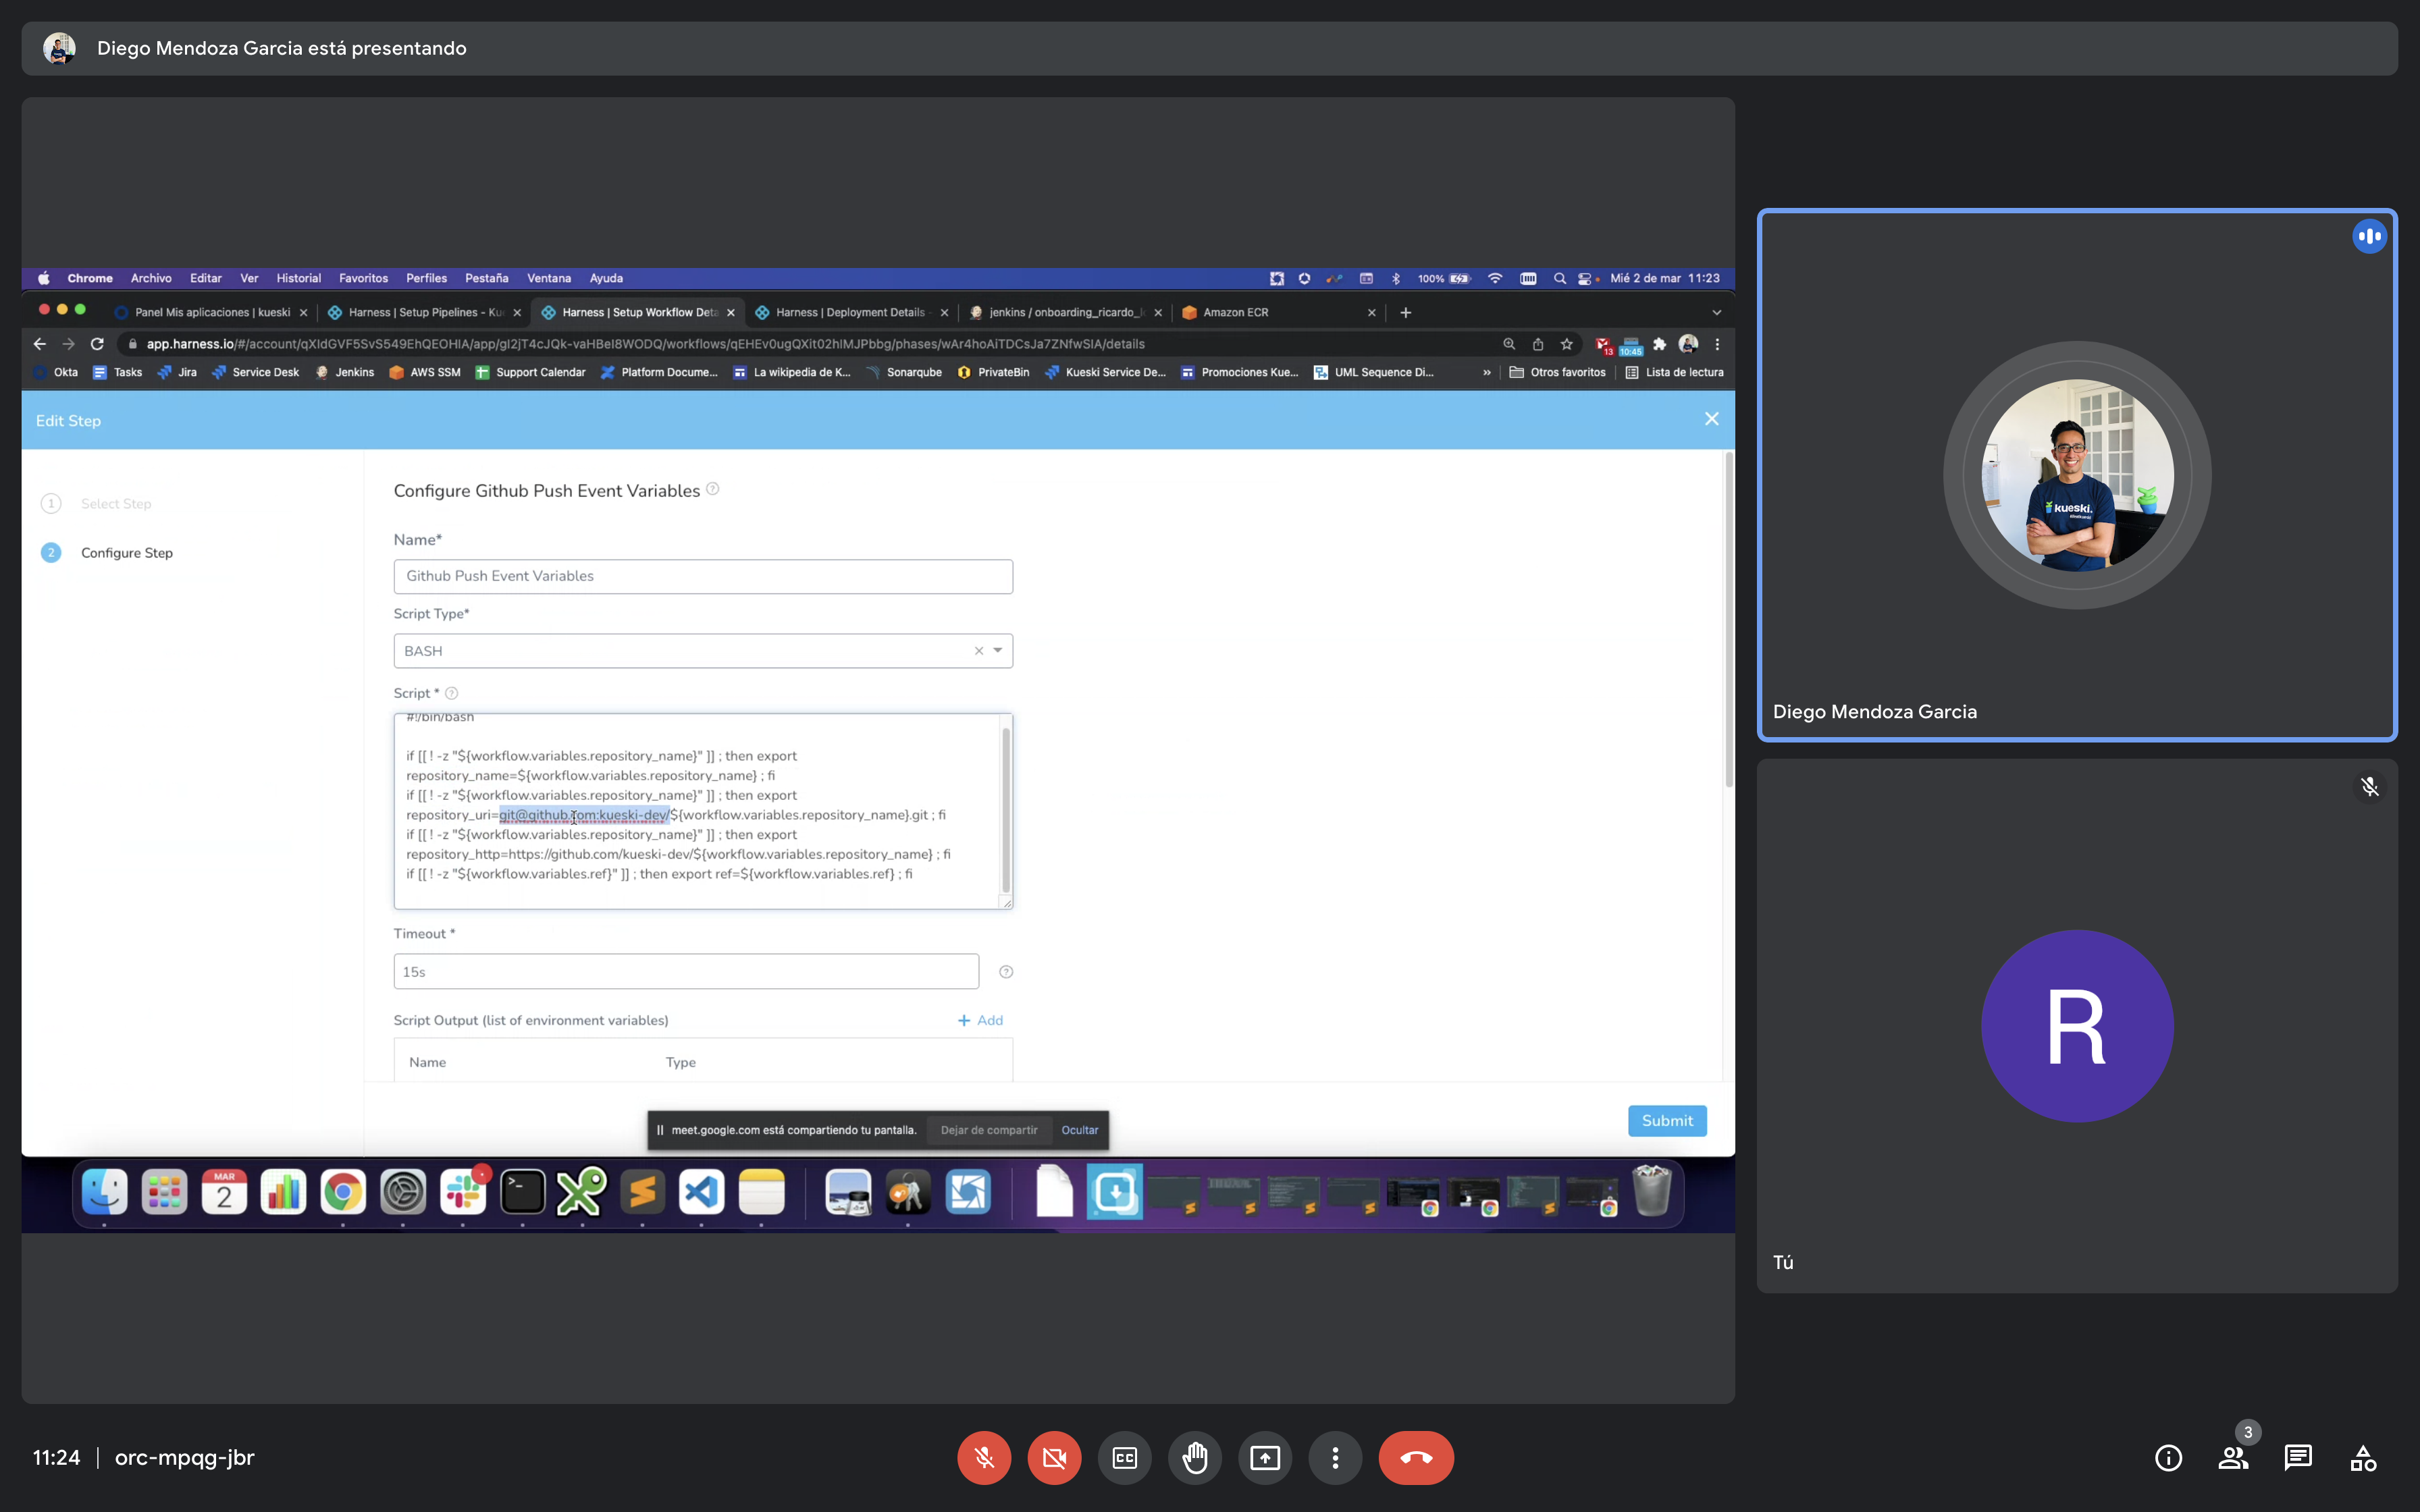 Diego Mendoza Garcia está presentando
Chrome Archivo Editar Ver Historial Favoritos Perfiles Pestaña Ventana Ayuda
100% Mié 2 de mar 11:23
Panel Mis aplicaciones | kueski
Harness | Setup Pipelines - Ku
Harness | Setup Workflow Deta
Harness | Deployment Details -
jenkins / onboarding_ricardo_l
Amazon ECR
app.harness.io/#/account/qXIdGVF5SvS549EhQEOHIA/app/gI2jT4cJQk-vaHBeI8WODQ/workflows/qEHEv0ugQXit02hIMJPbbg/phases/wAr4hoAiTDCsJa7ZNfwSIA/details
13
10:45
Okta Tasks Jira Service Desk Jenkins AWS SSM Support Calendar Platform Docume... La wikipedia de K... Sonarqube PrivateBin Kueski Service De... Promociones Kue... UML Sequence Di... » Otros favoritos Lista de lectura
Edit Step
1 Select Step
2 Configure Step
Configure Github Push Event Variables
Name*
Github Push Event Variables
Script Type*
BASH
Script *
#!/bin/bash
if [[ ! -z "${workflow.variables.repository_name}" ]] ; then export
repository_name=${workflow.variables.repository_name} ; fi
if [[ ! -z "${workflow.variables.repository_name}" ]] ; then export
repository_uri=git@github.com:kueski-dev/${workflow.variables.repository_name}.git ; fi
if [[ ! -z "${workflow.variables.repository_name}" ]] ; then export
repository_http=https://github.com/kueski-dev/${workflow.variables.repository_name} ; fi
if [[ ! -z "${workflow.variables.ref}" ]] ; then export ref=${workflow.variables.ref} ; fi
Timeout *
15s
Script Output (list of environment variables)
+ Add
Name Type
meet.google.com está compartiendo tu pantalla. Dejar de compartir Ocultar
Submit
MAR
2
kueski.
Diego Mendoza Garcia
R
Tú
11:24 | orc-mpqg-jbr
CC
3